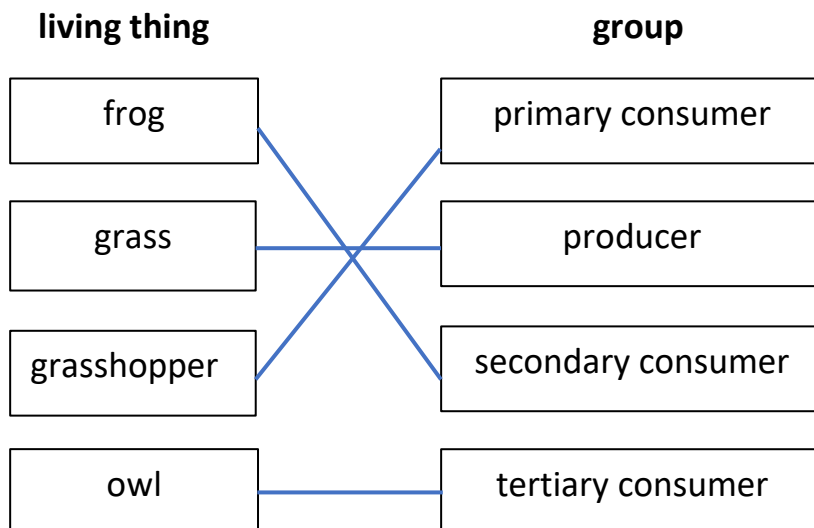 living thing group
frog primary consumer
grass producer
grasshopper secondary consumer
owl tertiary consumer